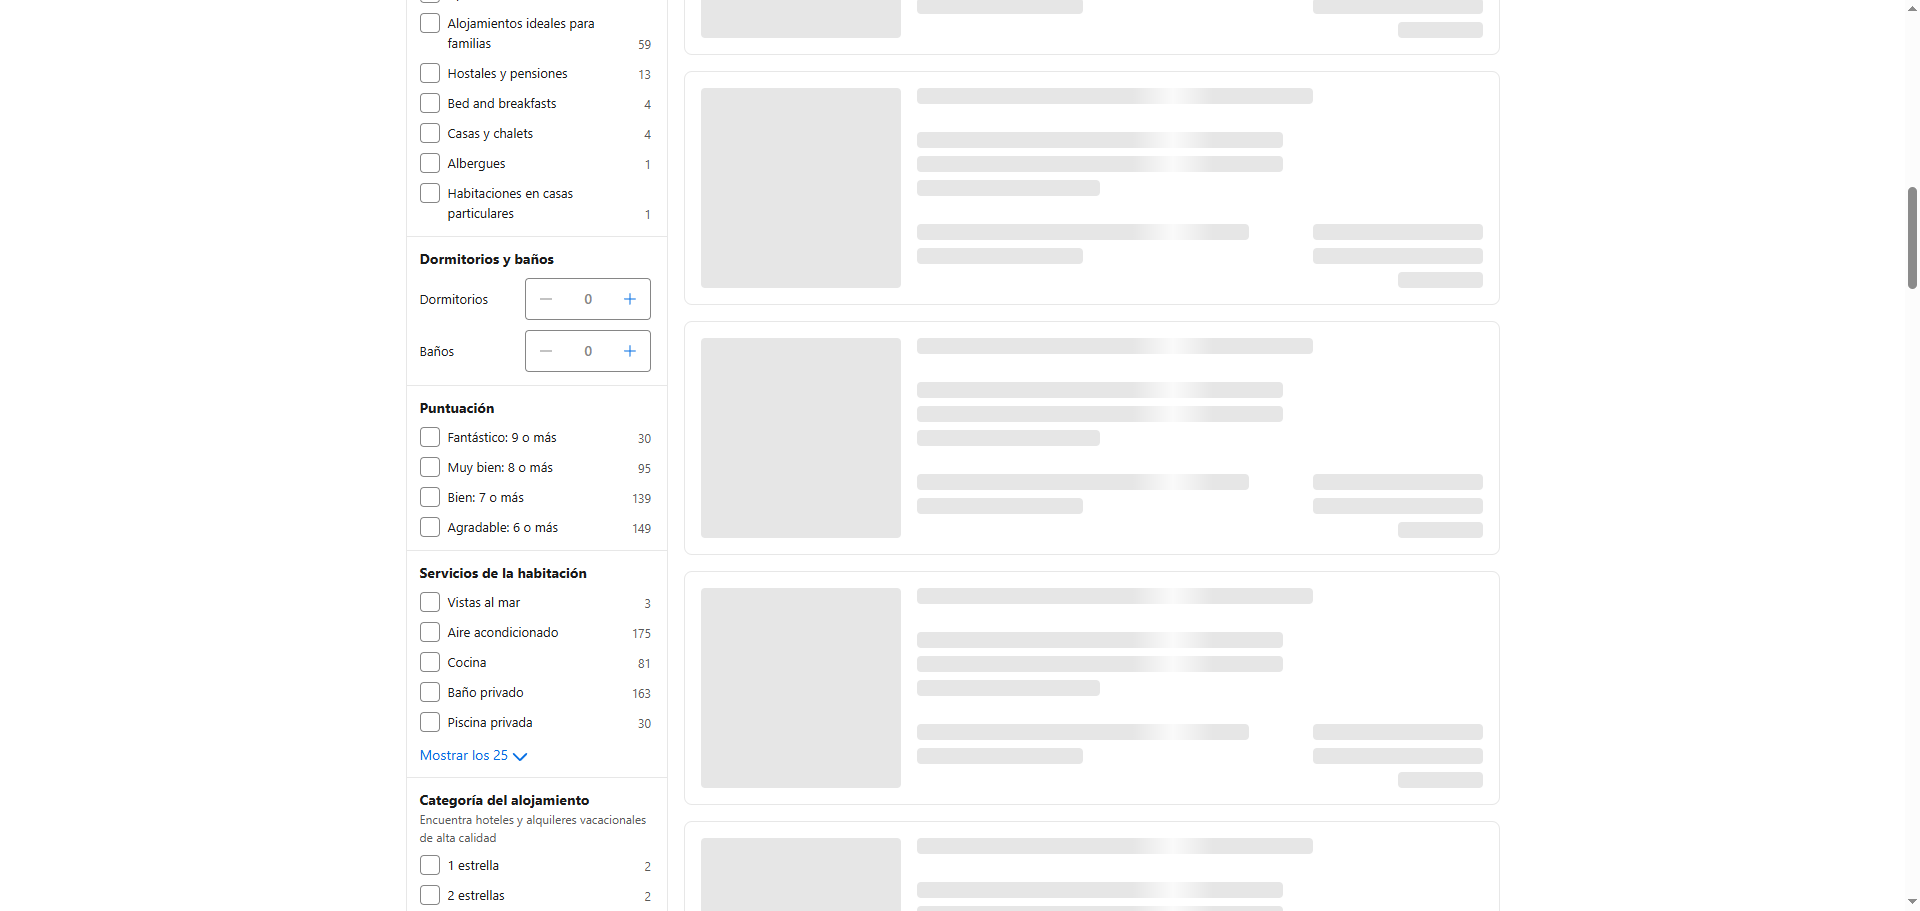 Alojamientos ideales para
familias 59
Hostales y pensiones 13
Bed and breakfasts 4
Casas y chalets 4
Albergues 1
Habitaciones en casas
particulares 1
Dormitorios y baños
Dormitorios 0
Baños 0
Puntuación
Fantástico: 9 o más 30
Muy bien: 8 o más 95
Bien: 7 o más 139
Agradable: 6 o más 149
Servicios de la habitación
Vistas al mar 3
Aire acondicionado 175
Cocina 81
Baño privado 163
Piscina privada 30
Mostrar los 25
Categoría del alojamiento
Encuentra hoteles y alquileres vacacionales
de alta calidad
1 estrella 2
2 estrellas 2